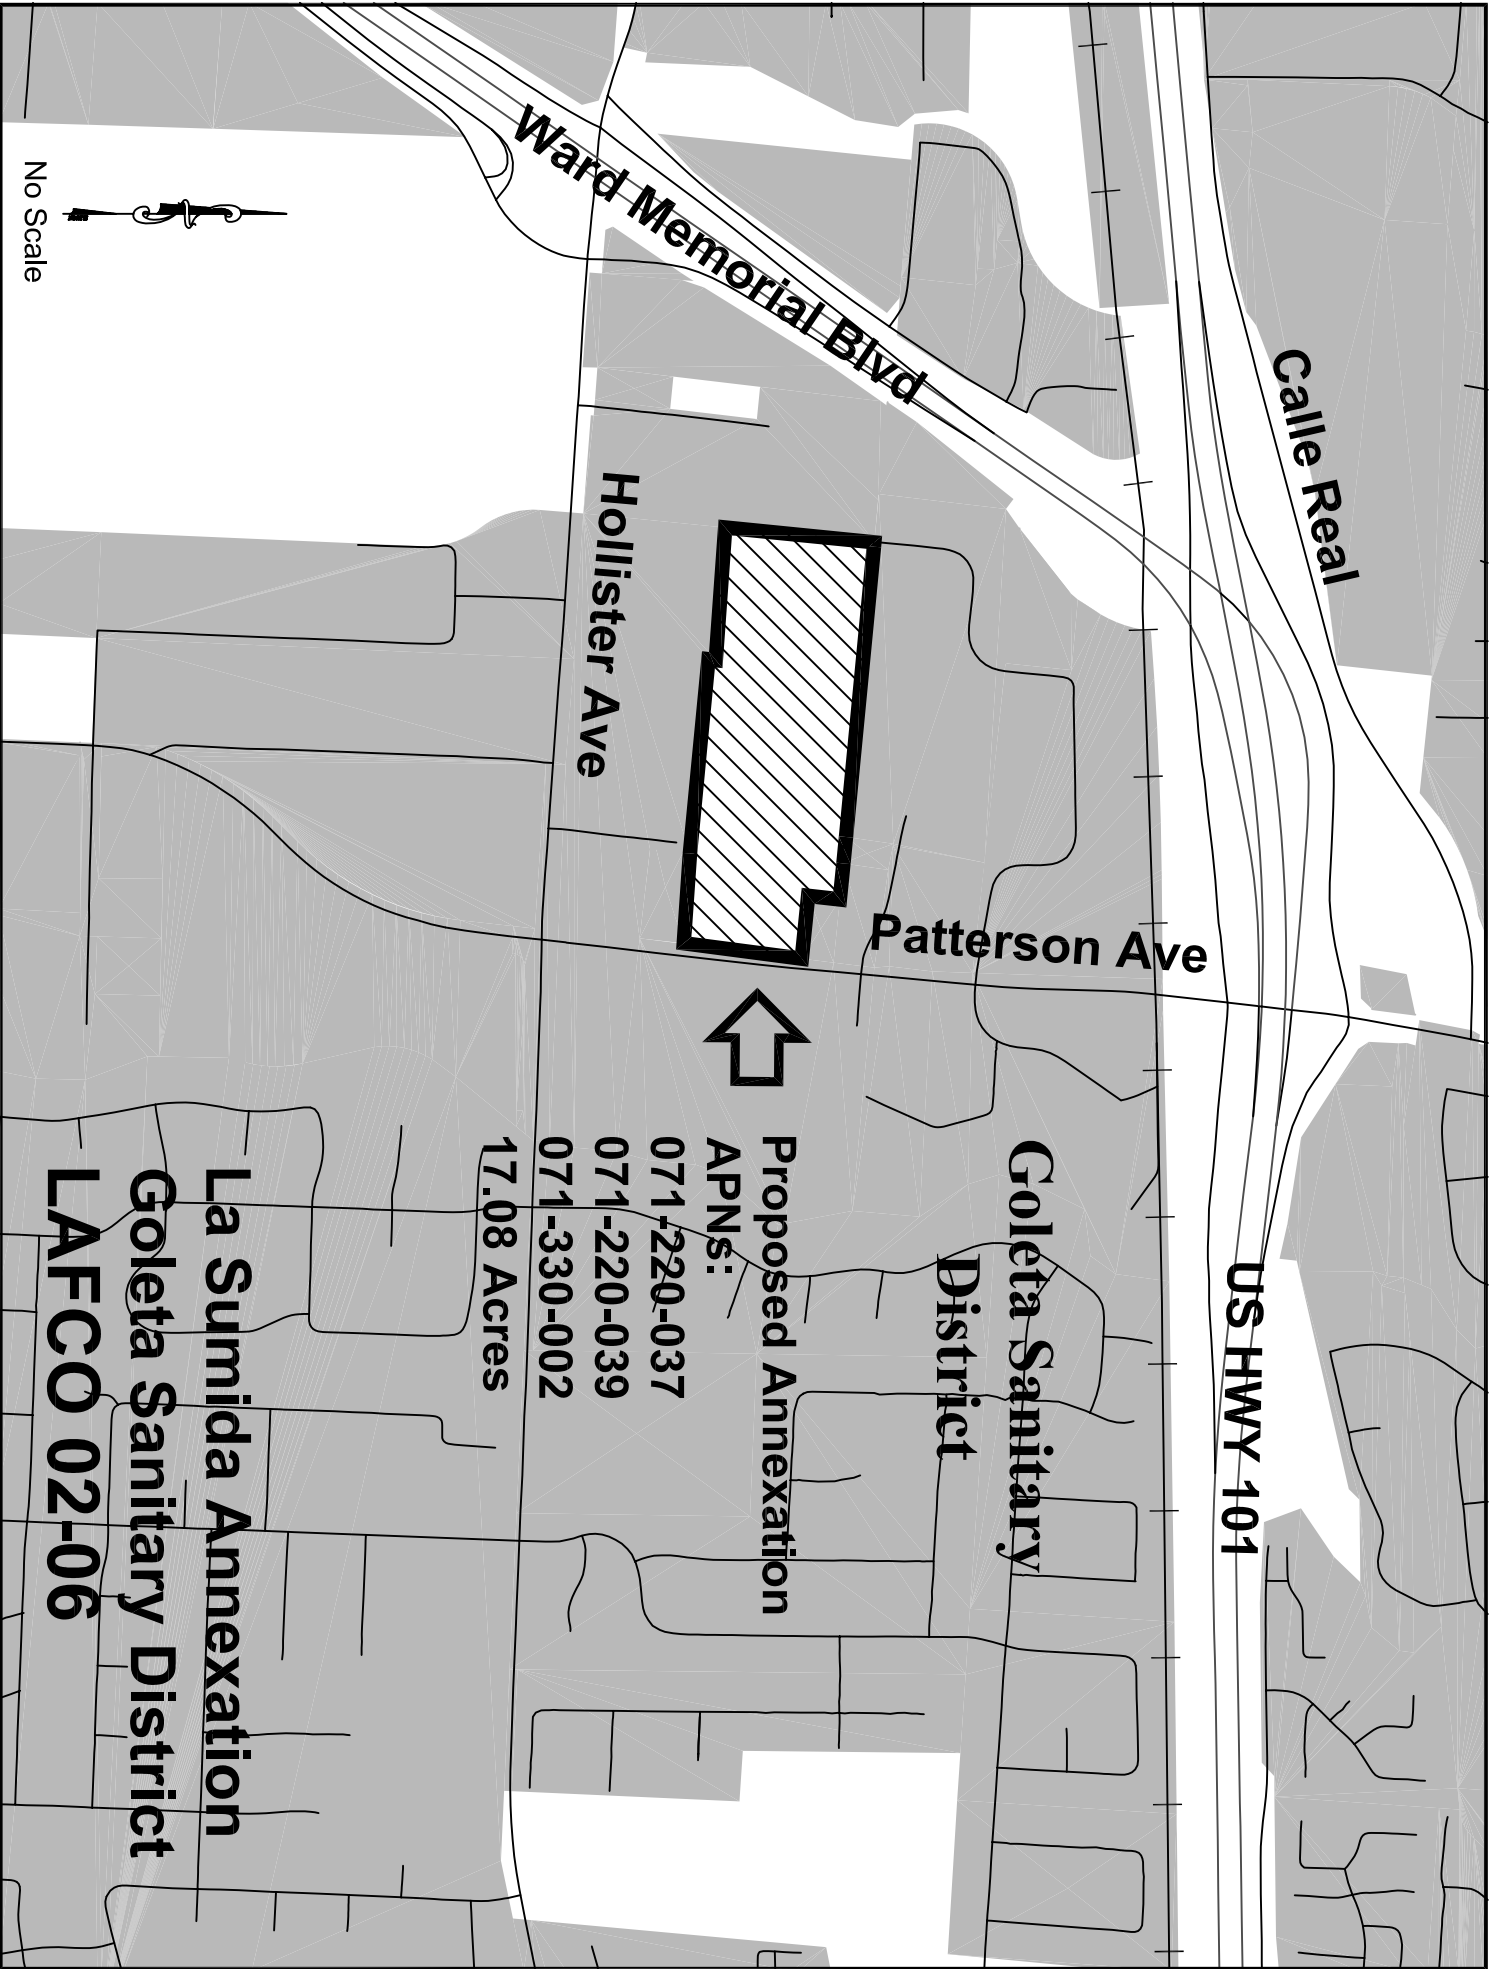 Calle Real
US HWY 101
Ward Memorial Blvd
Patterson Ave
Hollister Ave
Goleta Sanitary
District
Proposed Annexation
APNs:
071-220-037
071-220-039
071-330-002
17.08 Acres
La Sumida Annexation
Goleta Sanitary District
LAFCO 02-06
No Scale